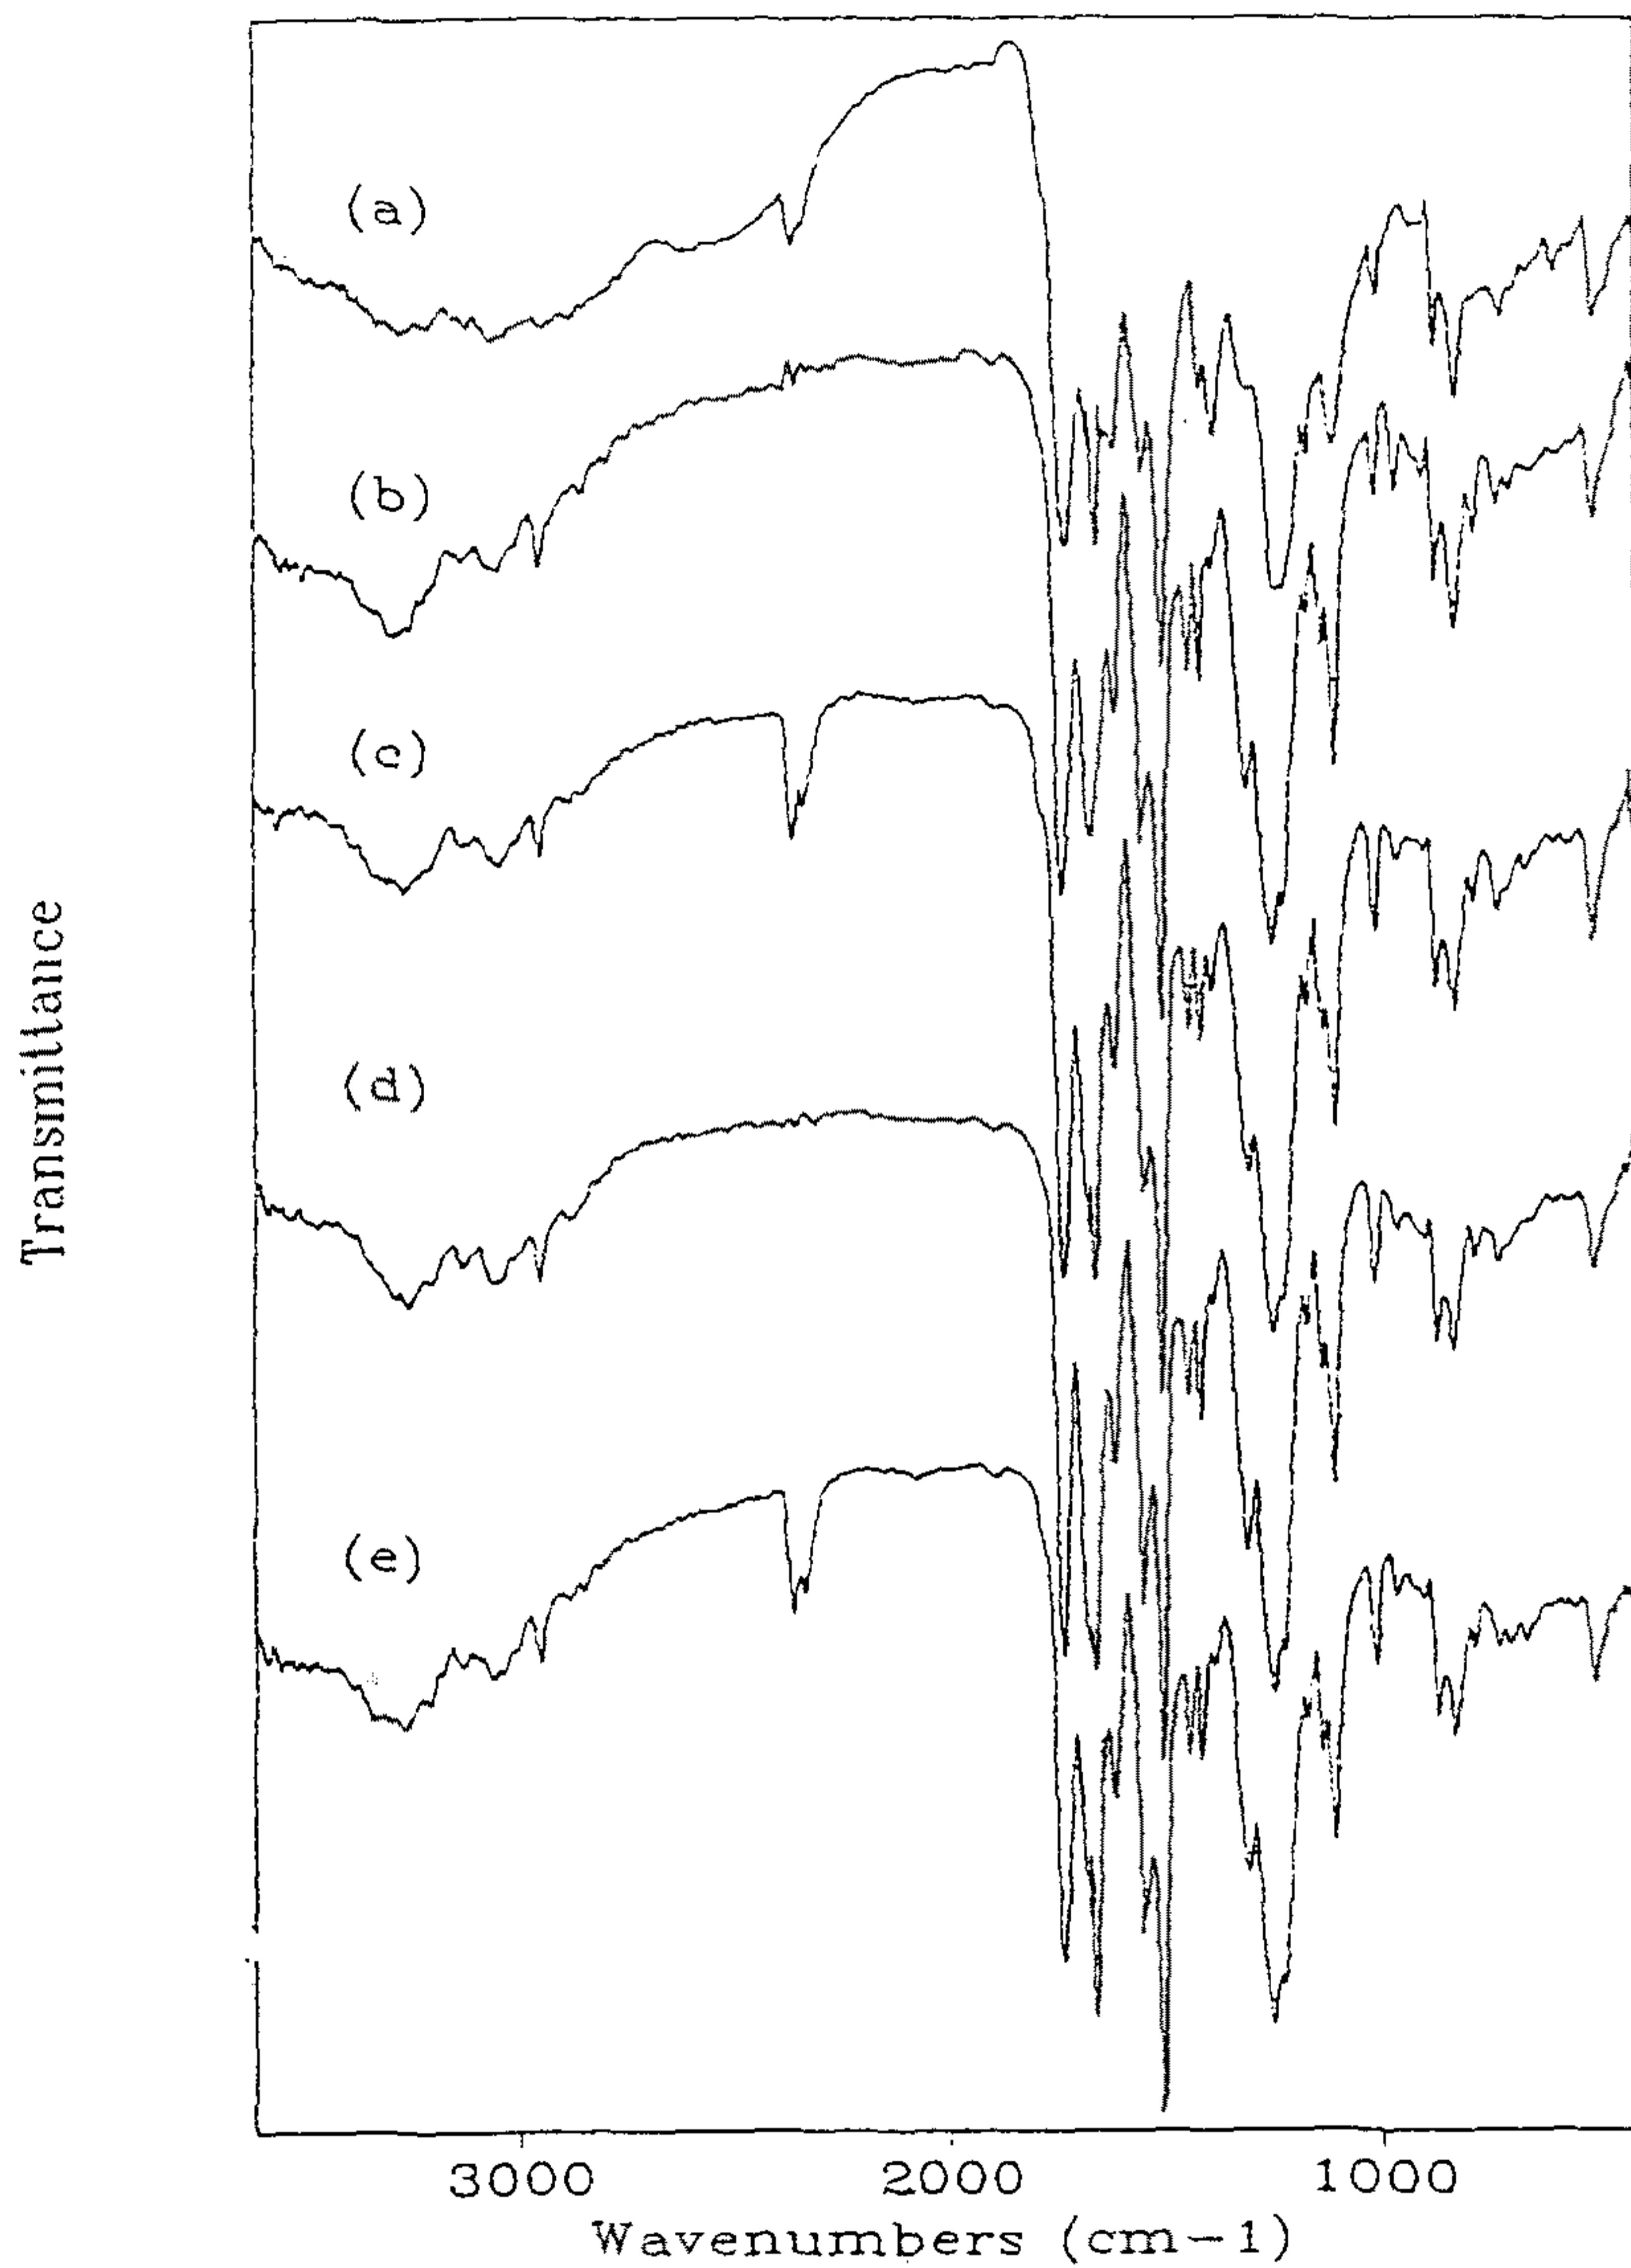 (a)
(b)
(c)
(d)
(e)
Transmittance
3000 2000 1000
Wavenumbers (cm-1)